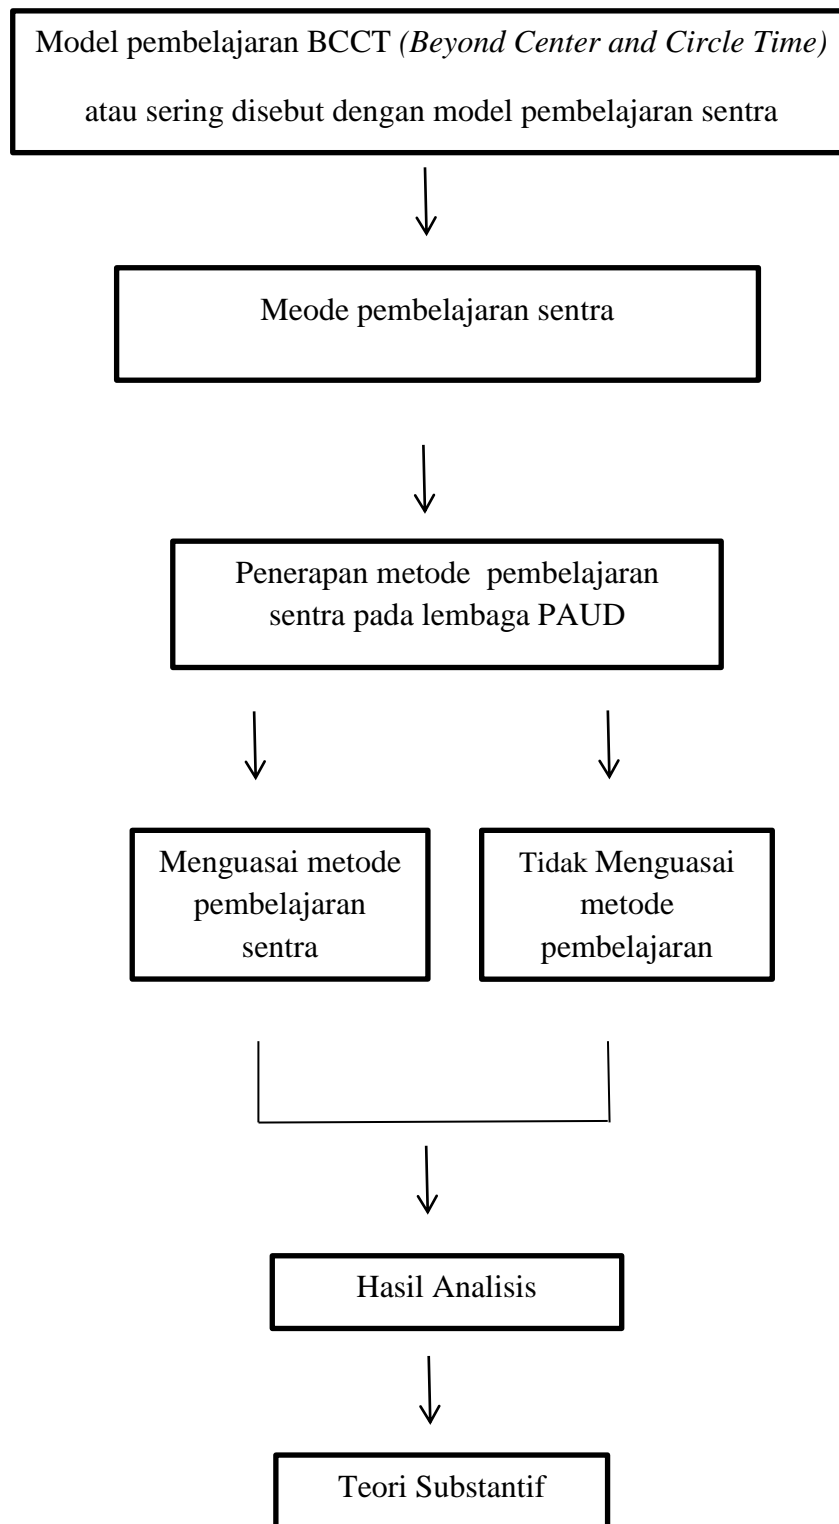 Model pembelajaran BCCT (Beyond Center and Circle Time)
atau sering disebut dengan model pembelajaran sentra
Meode pembelajaran sentra
Penerapan metode pembelajaran
sentra pada lembaga PAUD
Menguasai metode
pembelajaran
sentra
Tidak Menguasai
metode
pembelajaran
Hasil Analisis
Teori Substantif